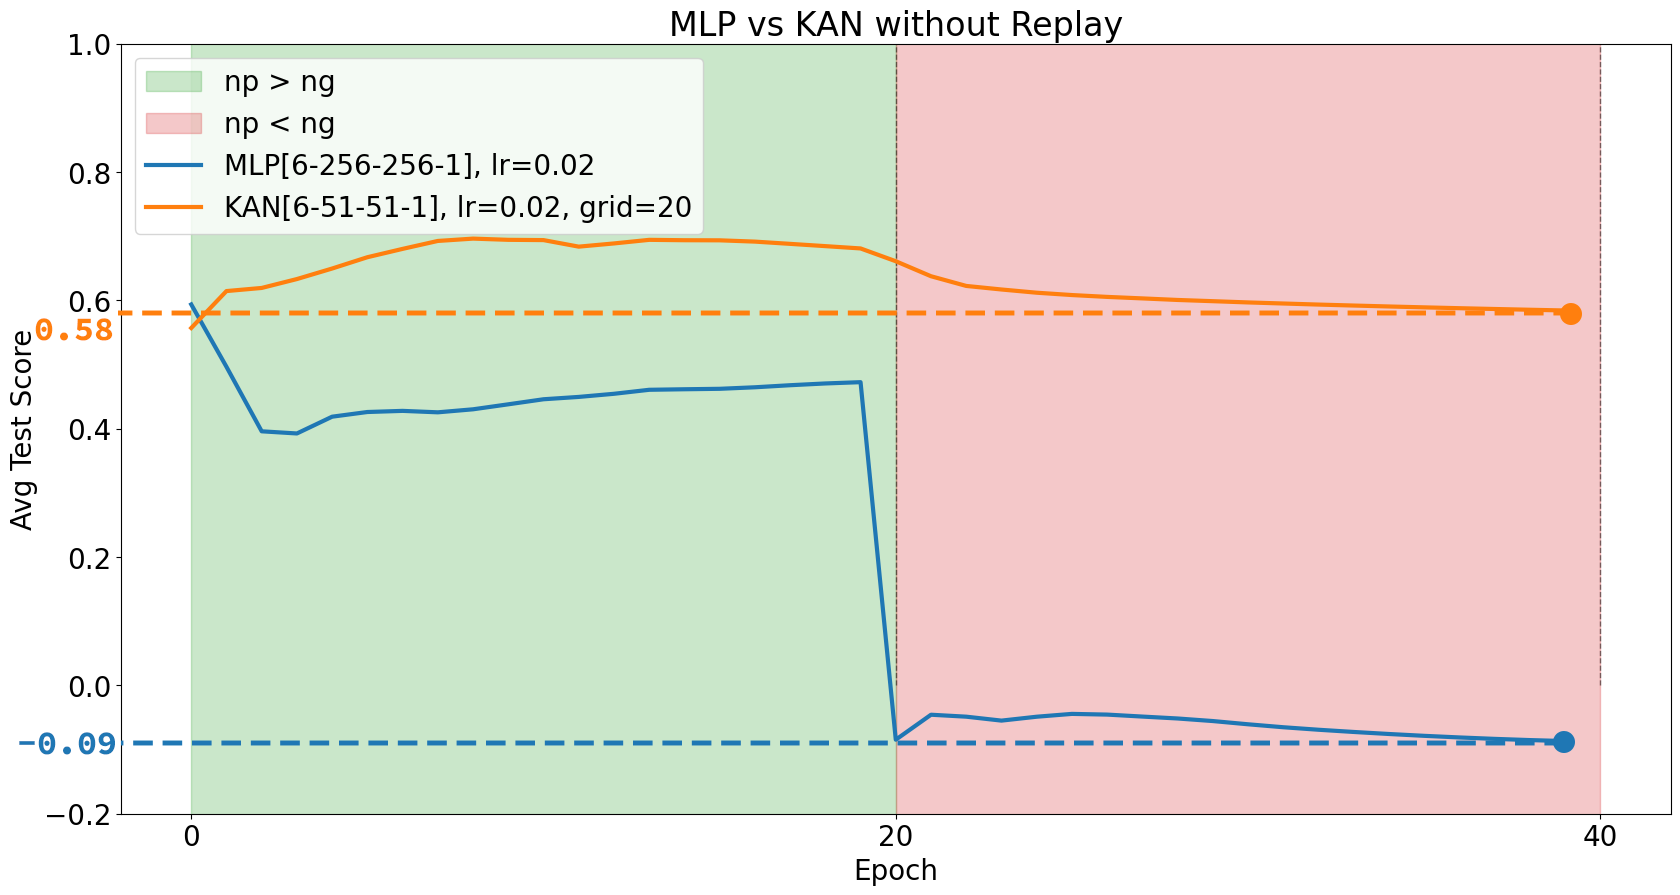 MLP vs KAN without Replay
np > ng
np < ng
MLP[6-256-256-1], lr=0.02
KAN[6-51-51-1], lr=0.02, grid=20
1.0
0.8
0.6
0.58
0.4
0.2
0.0
−0.09
−0.2
Avg Test Score
0
20
40
Epoch